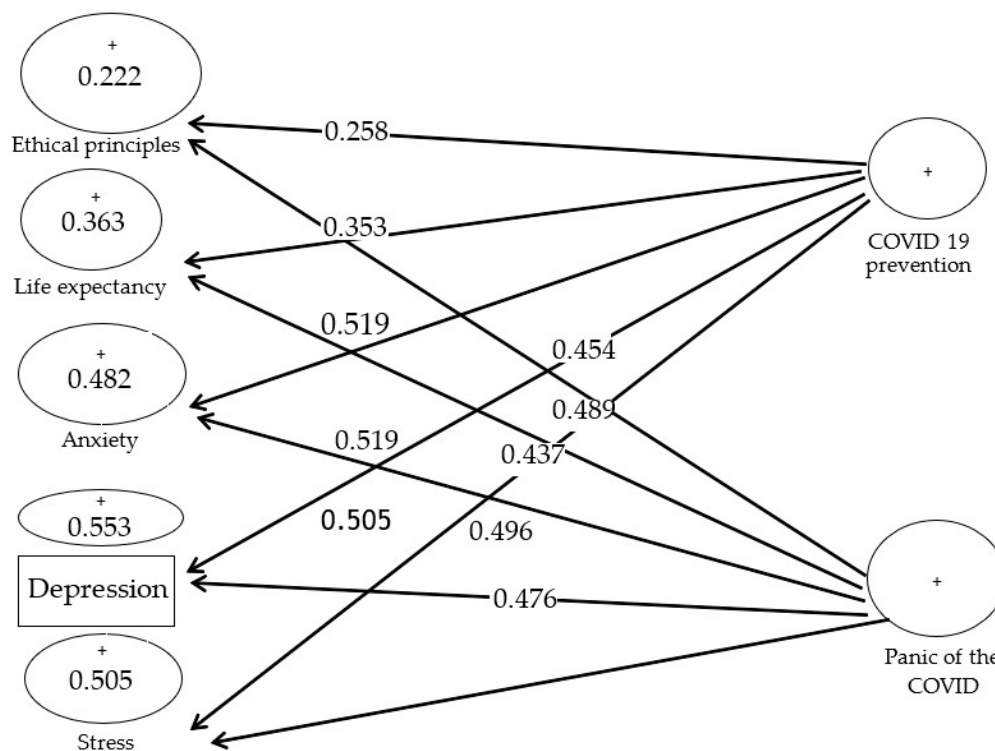 +
0.222
Ethical principles
+
0.363
Life expectancy
+
0.482
Anxiety
+
0.553
Depression
+
0.505
Stress
0.258
0.353
0.519
0.454
0.489
0.519
0.437
0.505
0.496
0.476
+
COVID 19
prevention
+
Panic of the
COVID